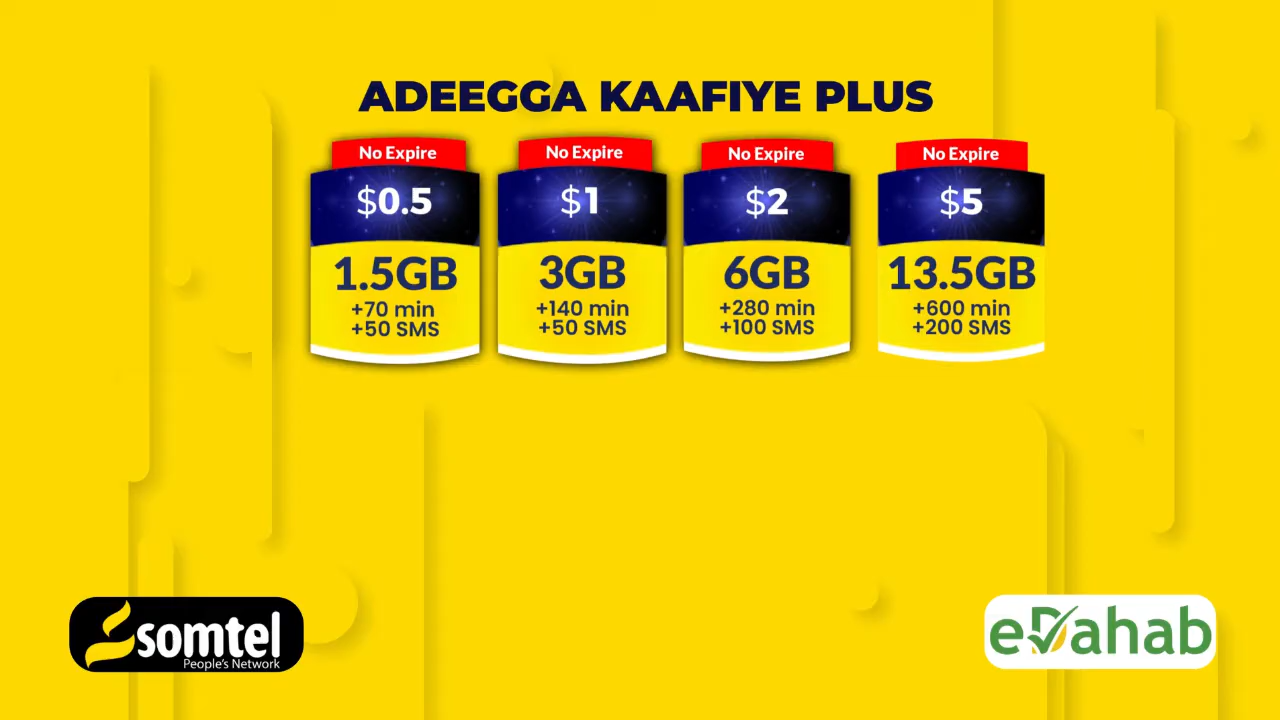 ADEEGGA KAAFIYE PLUS
No Expire
$0.5
1.5GB
+70 min
+50 SMS
No Expire
$1
3GB
+140 min
+50 SMS
No Expire
$2
6GB
+280 min
+100 SMS
No Expire
$5
13.5GB
+600 min
+200 SMS
somtel
People's Network
eDahab